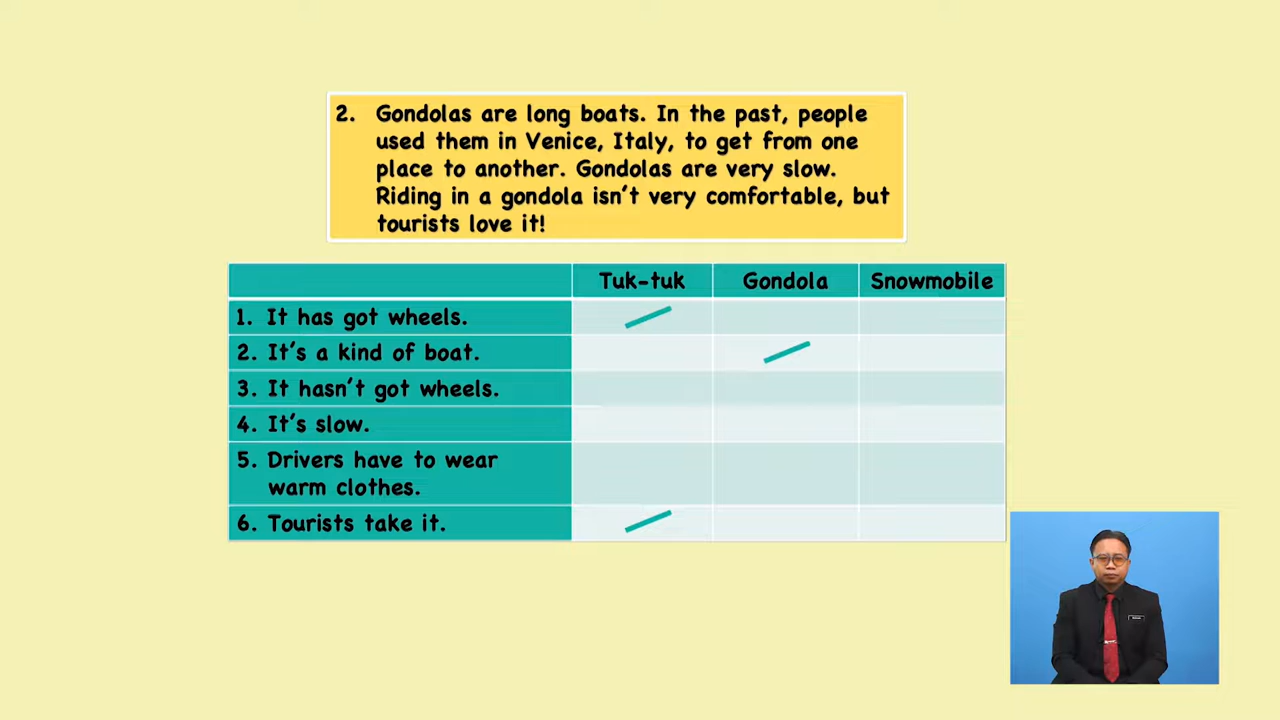 2. Gondolas are long boats. In the past, people
used them in Venice, Italy, to get from one
place to another. Gondolas are very slow.
Riding in a gondola isn't very comfortable, but
tourists love it!
Tuk-tuk Gondola Snowmobile
1. It has got wheels.
2. It's a kind of boat.
3. It hasn't got wheels.
4. It's slow.
5. Drivers have to wear
warm clothes.
6. Tourists take it.